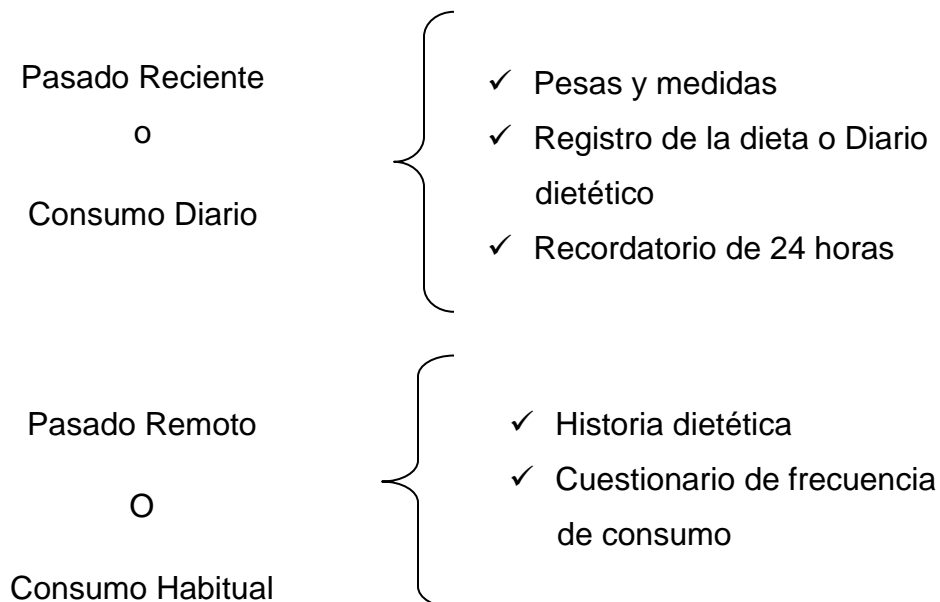 Pasado Reciente
o
Consumo Diario
✓ Pesas y medidas
✓ Registro de la dieta o Diario
dietético
✓ Recordatorio de 24 horas
Pasado Remoto
O
Consumo Habitual
✓ Historia dietética
✓ Cuestionario de frecuencia
de consumo